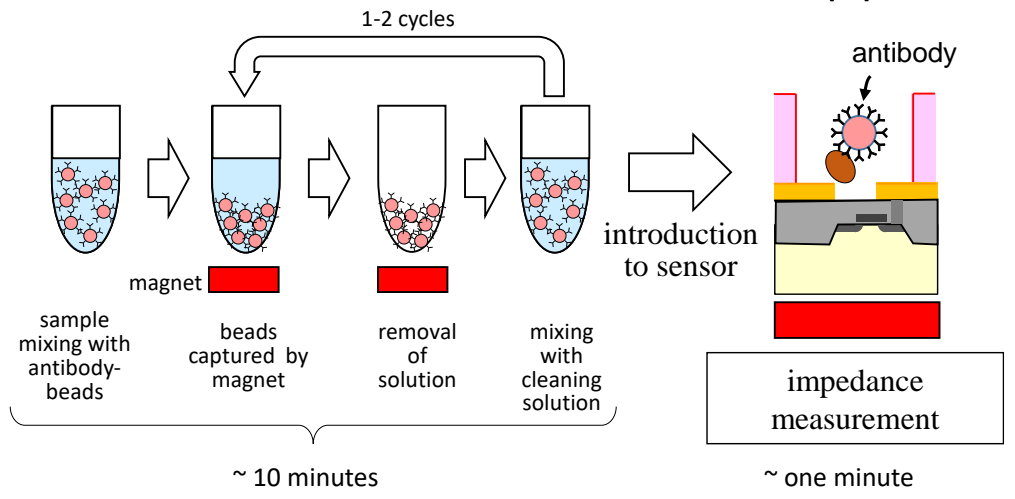 1-2 cycles
antibody
introduction
to sensor
magnet
sample
mixing with
antibody-
beads
beads
captured by
magnet
removal
of
solution
mixing
with
cleaning
solution
impedance
measurement
~ 10 minutes
~ one minute